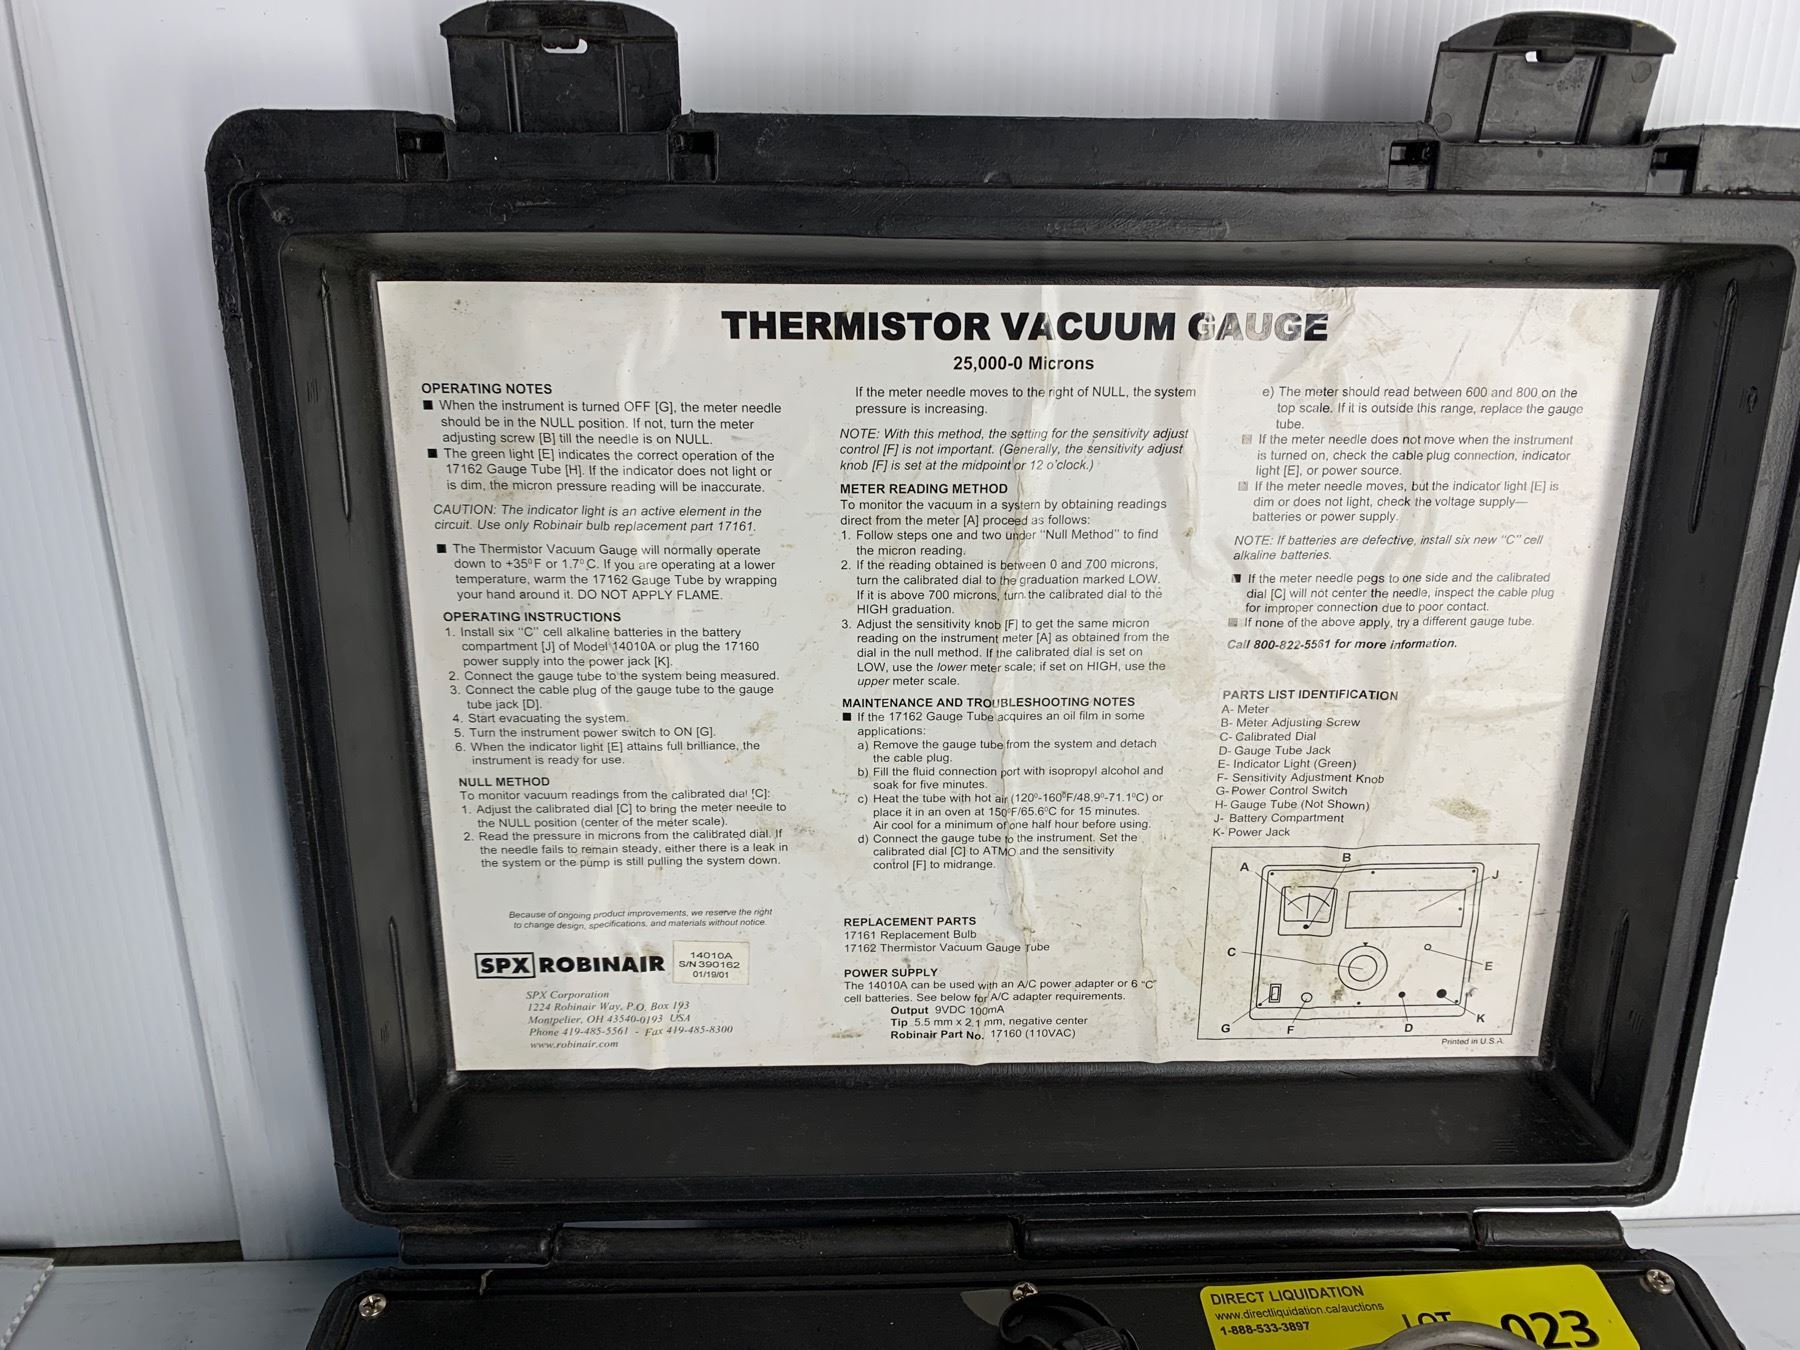 THERMISTOR VACUUM GAUGE
25,000-0 Microns
OPERATING NOTES
■ When the instrument is turned OFF [G], the meter needle
should be in the NULL position. If not, turn the meter
adjusting screw [B] till the needle is on NULL.
■ The green light [E] indicates the correct operation of the
17162 Gauge Tube [H]. If the indicator does not light or
is dim, the micron pressure reading will be inaccurate.
CAUTION: The indicator light is an active element in the
circuit. Use only Robinair bulb replacement part 17161.
■ The Thermistor Vacuum Gauge will normally operate
down to +35°F or 1.7°C. If you are operating at a lower
temperature, warm the 17162 Gauge Tube by wrapping
your hand around it. DO NOT APPLY FLAME.
OPERATING INSTRUCTIONS
1. Install six "C" cell alkaline batteries in the battery
compartment [J] of Model 14010A or plug the 17160
power supply into the power jack [K].
2. Connect the gauge tube to the system being measured.
3. Connect the cable plug of the gauge tube to the gauge
tube jack [D].
4. Start evacuating the system.
5. Turn the instrument power switch to ON [G].
6. When the indicator light [E] attains full brilliance, the
instrument is ready for use.
NULL METHOD
To monitor vacuum readings from the calibrated dial [C]:
1. Adjust the calibrated dial [C] to bring the meter needle to
the NULL position (center of the meter scale).
2. Read the pressure in microns from the calibrated dial. If
the needle fails to remain steady, either there is a leak in
the system or the pump is still pulling the system down.
Because of ongoing product improvements, we reserve the right
to change design, specifications, and materials without notice.
SPX ROBINAIR
14010A
S/N 390162
01/19/01
SPX Corporation
1224 Robinair Way, P.O. Box 193
Montpelier, OH 43540-0193 USA
Phone 419-485-5561 - Fax 419-485-8300
www.robinair.com
If the meter needle moves to the right of NULL, the system
pressure is increasing.
NOTE: With this method, the setting for the sensitivity adjust
control [F] is not important. (Generally, the sensitivity adjust
knob [F] is set at the midpoint or 12 o'clock.)
METER READING METHOD
To monitor the vacuum in a system by obtaining readings
direct from the meter [A] proceed as follows:
1. Follow steps one and two under "Null Method" to find
the micron reading.
2. If the reading obtained is between 0 and 700 microns,
turn the calibrated dial to the graduation marked LOW.
If it is above 700 microns, turn the calibrated dial to the
HIGH graduation.
3. Adjust the sensitivity knob [F] to get the same micron
reading on the instrument meter [A] as obtained from the
dial in the null method. If the calibrated dial is set on
LOW, use the lower meter scale; if set on HIGH, use the
upper meter scale.
MAINTENANCE AND TROUBLESHOOTING NOTES
■ If the 17162 Gauge Tube acquires an oil film in some
applications:
a) Remove the gauge tube from the system and detach
the cable plug.
b) Fill the fluid connection port with isopropyl alcohol and
soak for five minutes.
c) Heat the tube with hot air (120°-160°F/48.9°-71.1°C) or
place it in an oven at 150°F/65.6°C for 15 minutes.
Air cool for a minimum of one half hour before using.
d) Connect the gauge tube to the instrument. Set the
calibrated dial [C] to ATMO and the sensitivity
control [F] to midrange.
REPLACEMENT PARTS
17161 Replacement Bulb
17162 Thermistor Vacuum Gauge Tube
POWER SUPPLY
The 14010A can be used with an A/C power adapter or 6 "C"
cell batteries. See below for A/C adapter requirements.
Output 9VDC 100mA
Tip 5.5 mm x 2.1 mm, negative center
Robinair Part No. 17160 (110VAC)
e) The meter should read between 600 and 800 on the
top scale. If it is outside this range, replace the gauge
tube.
■ If the meter needle does not move when the instrument
is turned on, check the cable plug connection, indicator
light [E], or power source.
■ If the meter needle moves, but the indicator light [E] is
dim or does not light, check the voltage supply—
batteries or power supply.
NOTE: If batteries are defective, install six new "C" cell
alkaline batteries.
■ If the meter needle pegs to one side and the calibrated
dial [C] will not center the needle, inspect the cable plug
for improper connection due to poor contact.
■ If none of the above apply, try a different gauge tube.
Call 800-822-5561 for more information.
PARTS LIST IDENTIFICATION
A- Meter
B- Meter Adjusting Screw
C- Calibrated Dial
D- Gauge Tube Jack
E- Indicator Light (Green)
F- Sensitivity Adjustment Knob
G- Power Control Switch
H- Gauge Tube (Not Shown)
J- Battery Compartment
K- Power Jack
A
B
J
C
E
G
F
D
K
Printed in U.S.A.
DIRECT LIQUIDATION
www.directliquidation.ca/auctions
1-888-533-3897
LOT
023